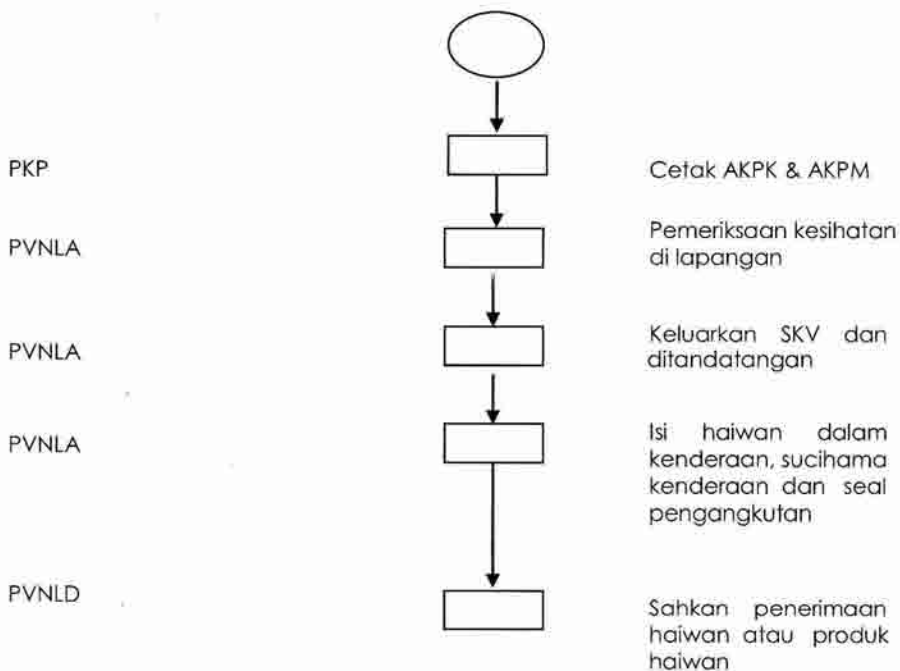 PKP
Cetak AKPK & AKPM
PVNLA
Pemeriksaan kesihatan
di lapangan
PVNLA
Keluarkan SKV dan
ditandatangan
PVNLA
Isi haiwan dalam
kenderaan, sucihama
kenderaan dan seal
pengangkutan
PVNLD
Sahkan penerimaan
haiwan atau produk
haiwan